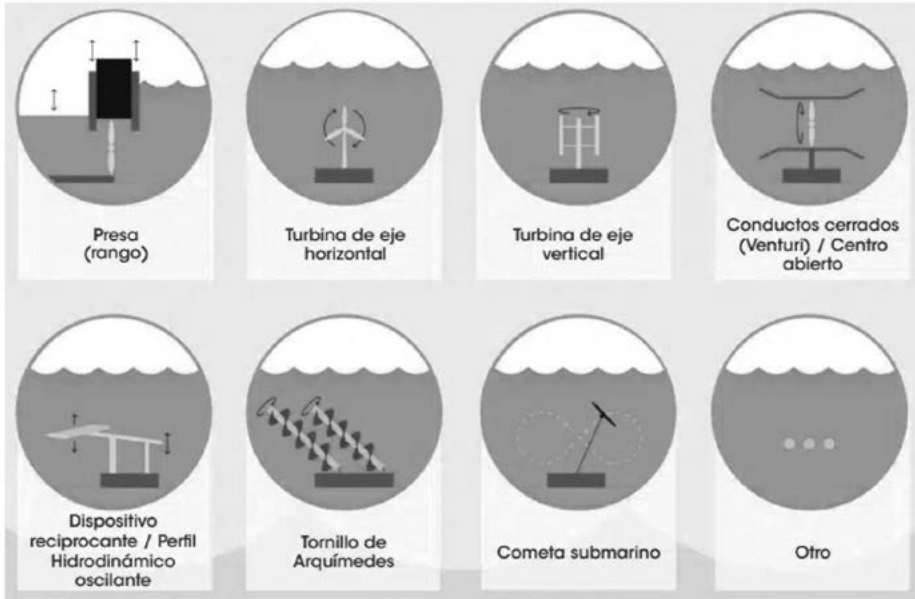 Presa
(rango)
Turbina de eje
horizontal
Turbina de eje
vertical
Conductos cerrados
(Venturi) / Centro
abierto
Dispositivo
reciprocante / Perfil
Hidrodinámico
oscilante
Tornillo de
Arquímedes
Cometa submarino
Otro